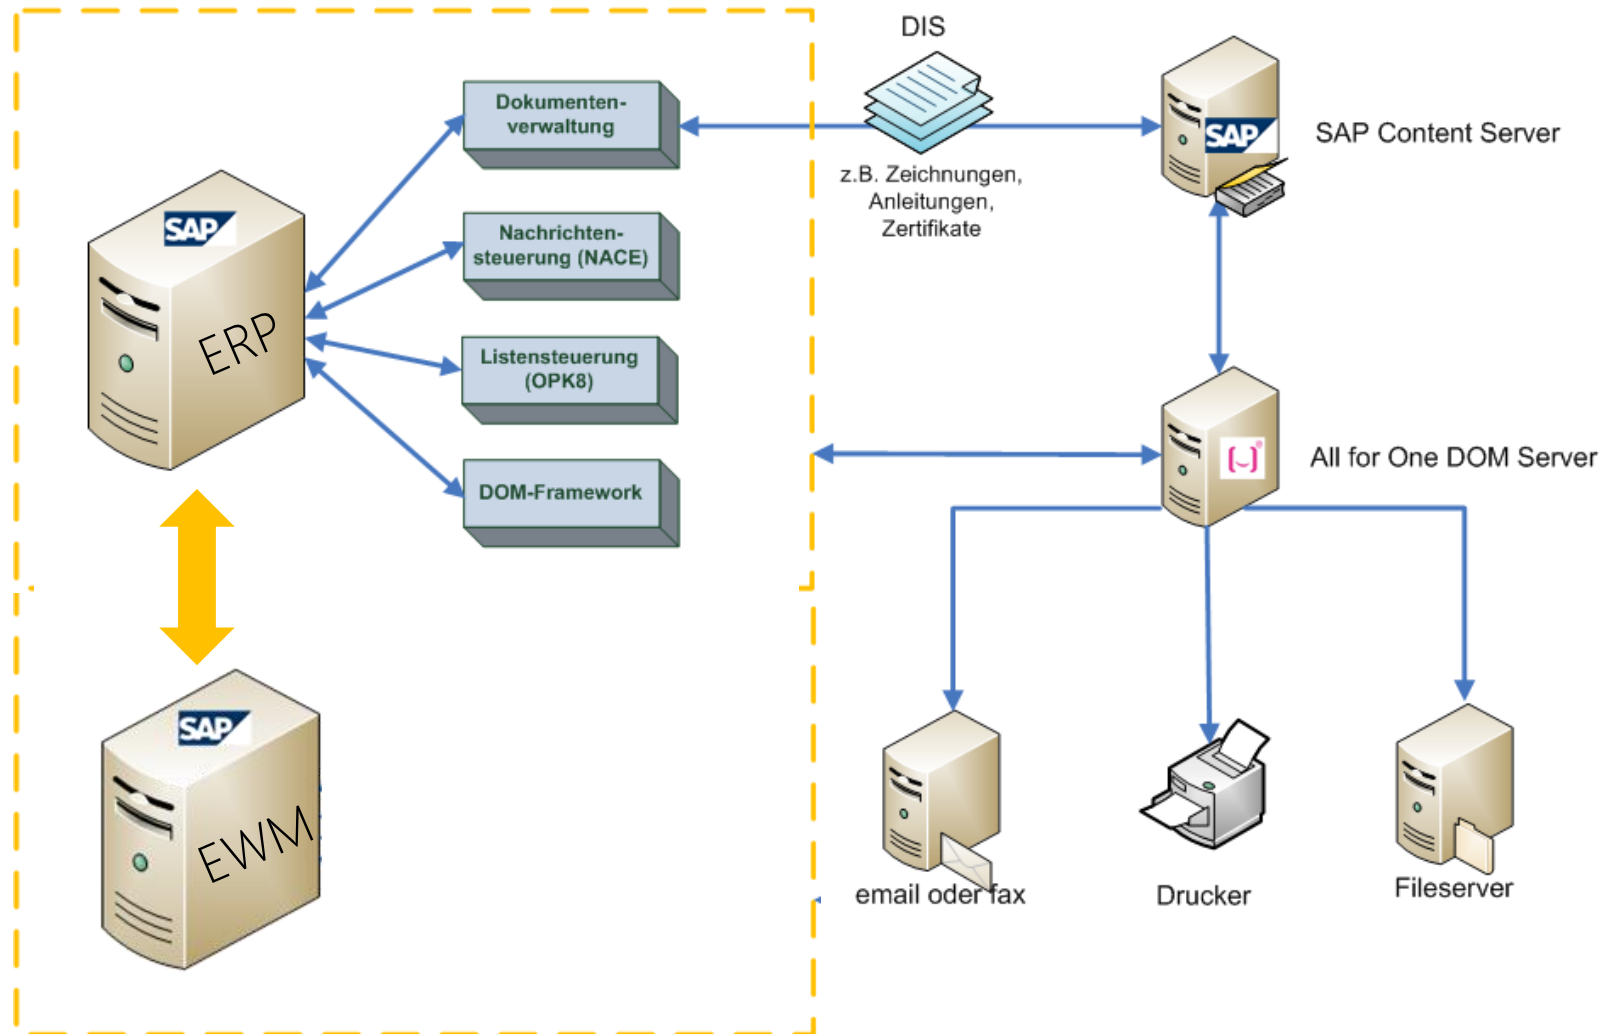 DIS
Dokumenten-
verwaltung
SAP
SAP Content Server
z.B. Zeichnungen,
Anleitungen,
Zertifikate
SAP
Nachrichten-
steuerung (NACE)
ERP
Listensteuerung
(OPK8)
All for One DOM Server
DOM-Framework
SAP
EWM
email oder fax
Drucker
Fileserver